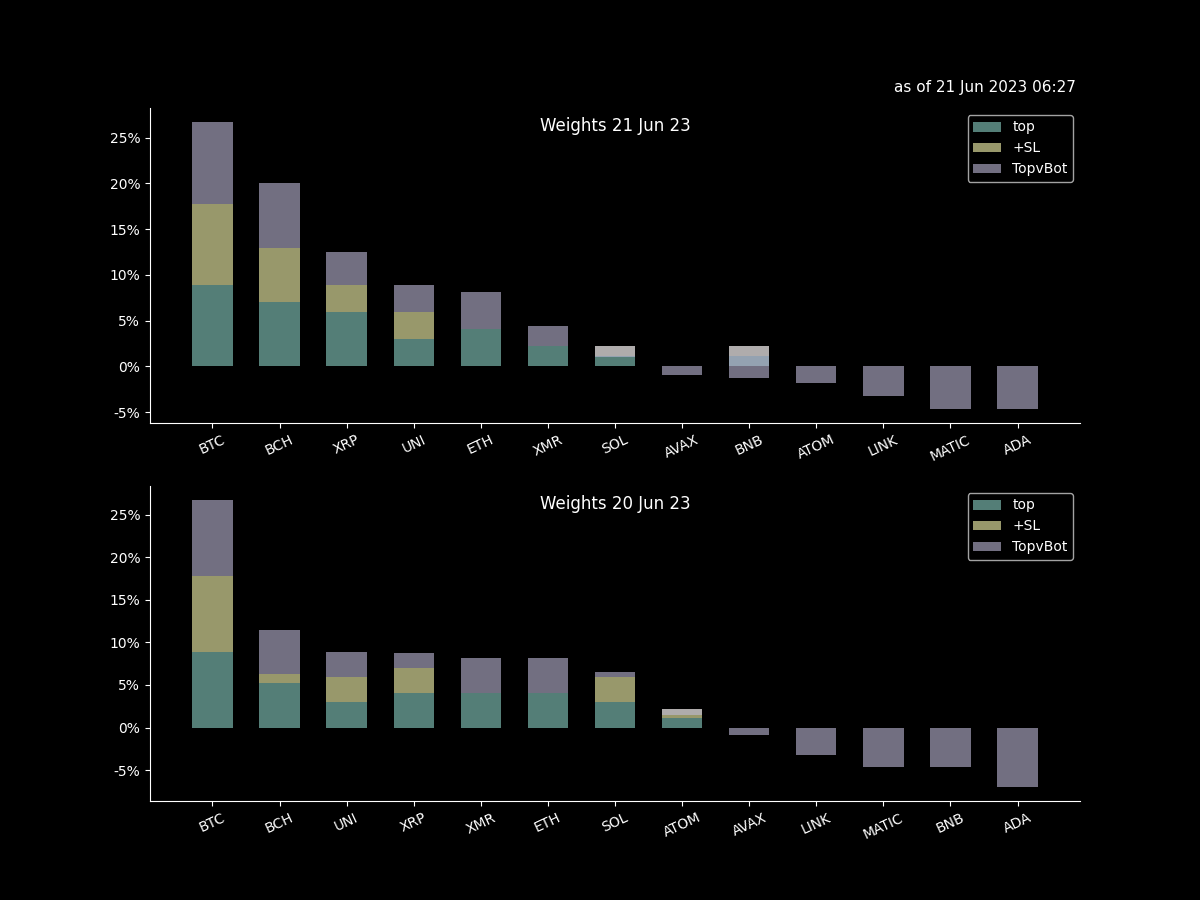 as of 21 Jun 2023 06:27
Weights 21 Jun 23
top
+SL
TopvBot
25%
20%
15%
10%
5%
0%
-5%
BTC BCH XRP UNI ETH XMR SOL AVAX BNB ATOM LINK MATIC ADA
Weights 20 Jun 23
top
+SL
TopvBot
25%
20%
15%
10%
5%
0%
-5%
BTC BCH UNI XRP XMR ETH SOL ATOM AVAX LINK MATIC BNB ADA